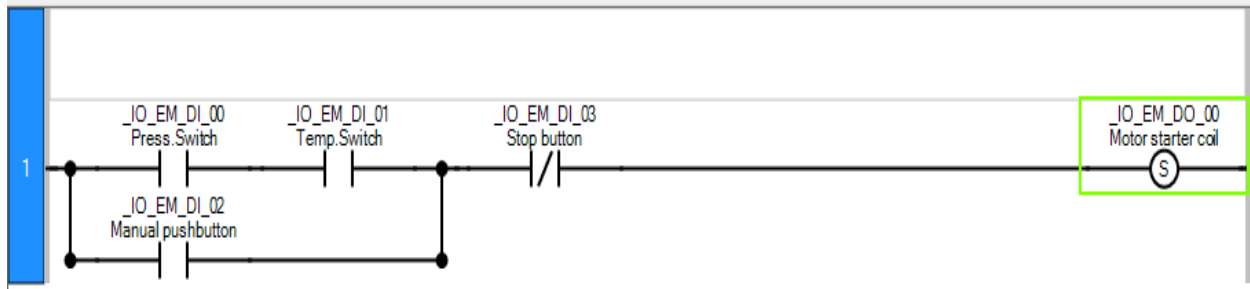 _IO_EM_DI_00
Press.Switch
_IO_EM_DI_01
Temp.Switch
_IO_EM_DI_03
Stop button
_IO_EM_DO_00
Motor starter coil
1
S
_IO_EM_DI_02
Manual pushbutton